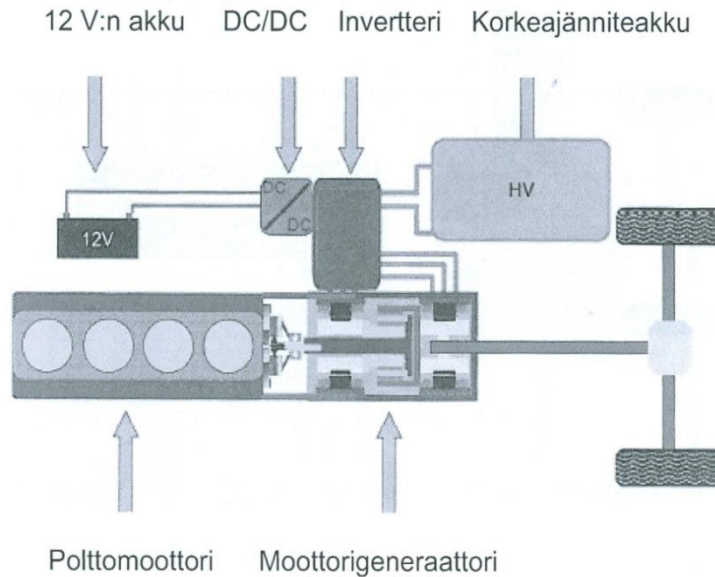 12 V:n akku DC/DC Invertteri Korkeajänniteakku
DC
DC
HV
12V
Polttomoottori Moottorigeneraattori